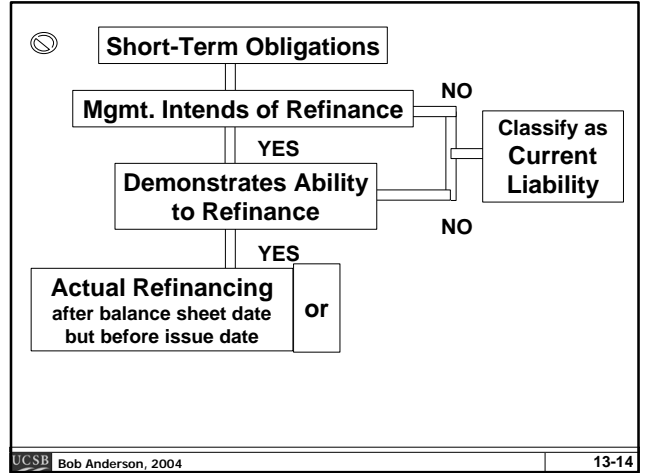 Short-Term Obligations
NO
Mgmt. Intends of Refinance
Classify as
Current
Liability
YES
Demonstrates Ability
to Refinance
NO
YES
Actual Refinancing
after balance sheet date
but before issue date
or
UCSB Bob Anderson, 2004 13-14